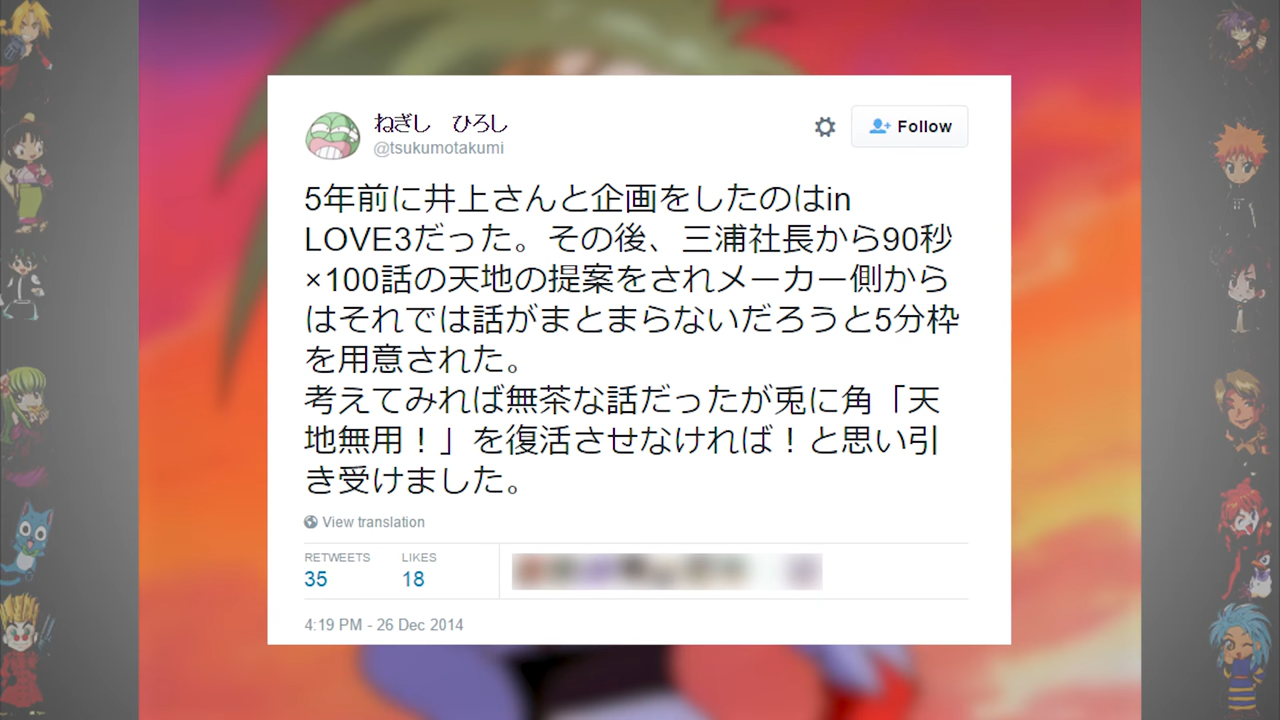 ねぎし　ひろし
@tsukumotakumi
Follow
5年前に井上さんと企画をしたのはin
LOVE3だった。その後、三浦社長から90秒
×100話の天地の提案をされメーカー側から
はそれでは話がまとまらないだろうと5分枠
を用意された。
考えてみれば無茶な話だったが兎に角「天
地無用！」を復活させなければ！と思い引
き受けました。
View translation
RETWEETS LIKES
35 18
4:19 PM - 26 Dec 2014